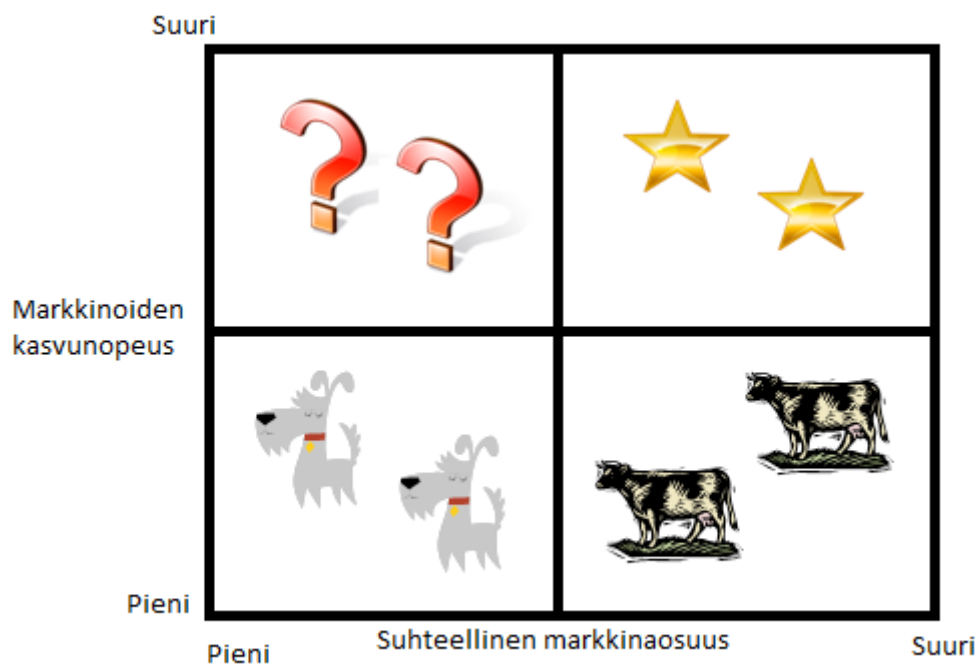 Suuri
Markkinoiden
kasvunopeus
Pieni
Pieni
Suhteellinen markkinaosuus
Suuri